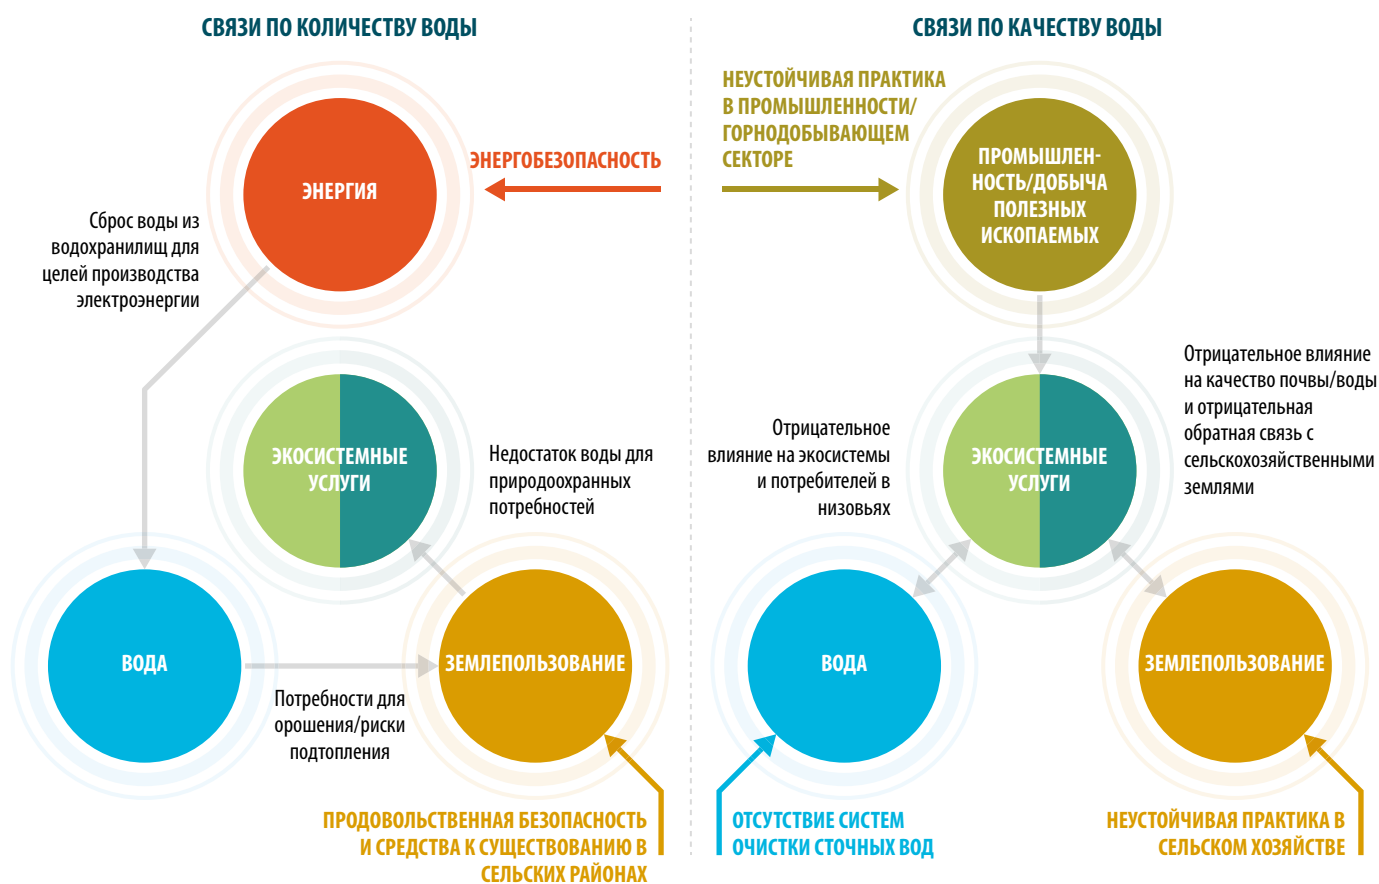 СВЯЗИ ПО КОЛИЧЕСТВУ ВОДЫ
ЭНЕРГИЯ
ЭНЕРГОБЕЗОПАСНОСТЬ
Сброс воды из
водохранилищ для
целей производства
электроэнергии
ЭКОСИСТЕМНЫЕ
УСЛУГИ
Недостаток воды для
природоохранных
потребностей
ВОДА
ЗЕМЛЕПОЛЬЗОВАНИЕ
Потребности для
орошения/риски
подтопления
ПРОДОВОЛЬСТВЕННАЯ БЕЗОПАСНОСТЬ
И СРЕДСТВА К СУЩЕСТВОВАНИЮ В
СЕЛЬСКИХ РАЙОНАХ
СВЯЗИ ПО КАЧЕСТВУ ВОДЫ
НЕУСТОЙЧИВАЯ ПРАКТИКА
В ПРОМЫШЛЕННОСТИ/
ГОРНОДОБЫВАЮЩЕМ
СЕКТОРЕ
ПРОМЫШЛЕН-
НОСТЬ/ДОБЫЧА
ПОЛЕЗНЫХ
ИСКОПАЕМЫХ
Отрицательное влияние
на качество почвы/воды
и отрицательная
обратная связь с
сельскохозяйственными
землями
Отрицательное
влияние на экосистемы
и потребителей в
низовьях
ЭКОСИСТЕМНЫЕ
УСЛУГИ
ВОДА
ЗЕМЛЕПОЛЬЗОВАНИЕ
ОТСУТСТВИЕ СИСТЕМ
ОЧИСТКИ СТОЧНЫХ ВОД
НЕУСТОЙЧИВАЯ ПРАКТИКА В
СЕЛЬСКОМ ХОЗЯЙСТВЕ